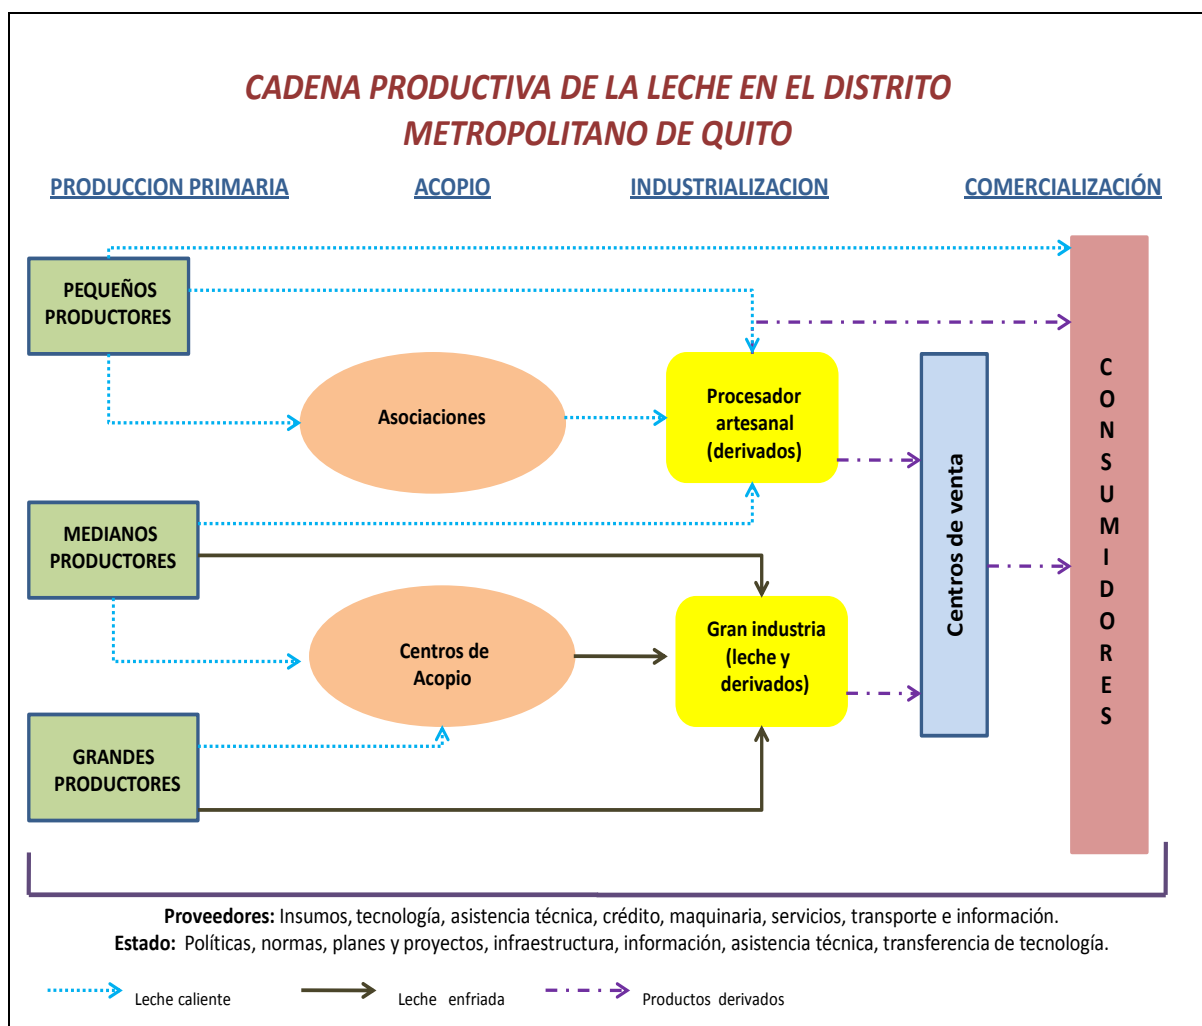 CADENA PRODUCTIVA DE LA LECHE EN EL DISTRITO
METROPOLITANO DE QUITO
PRODUCCION PRIMARIA
ACOPIO
INDUSTRIALIZACION
COMERCIALIZACIÓN
PEQUEÑOS
PRODUCTORES
Asociaciones
Procesador
artesanal
(derivados)
MEDIANOS
PRODUCTORES
Centros de
Acopio
Gran industria
(leche y
derivados)
GRANDES
PRODUCTORES
Centros de venta
CONSUMIDORES
Proveedores: Insumos, tecnología, asistencia técnica, crédito, maquinaria, servicios, transporte e información.
Estado: Políticas, normas, planes y proyectos, infraestructura, información, asistencia técnica, transferencia de tecnología.
Leche caliente
Leche enfriada
Productos derivados